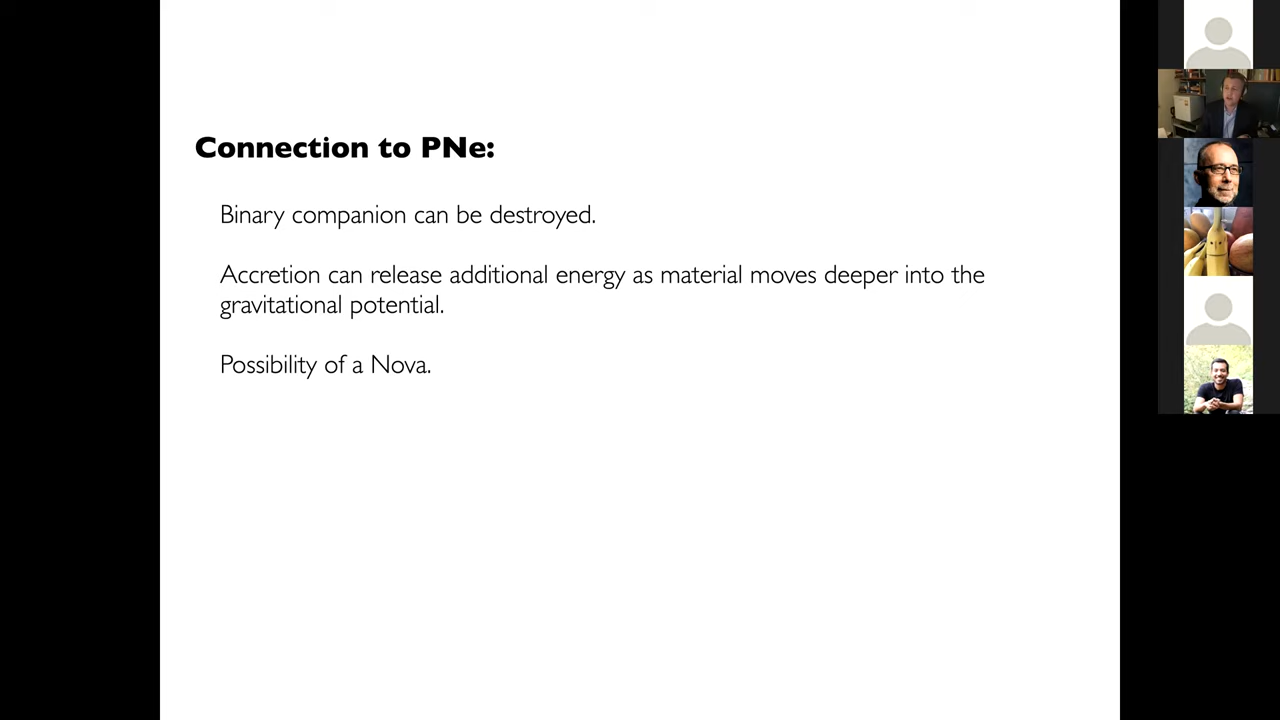 Connection to PNe:
Binary companion can be destroyed.
Accretion can release additional energy as material moves deeper into the
gravitational potential.
Possibility of a Nova.